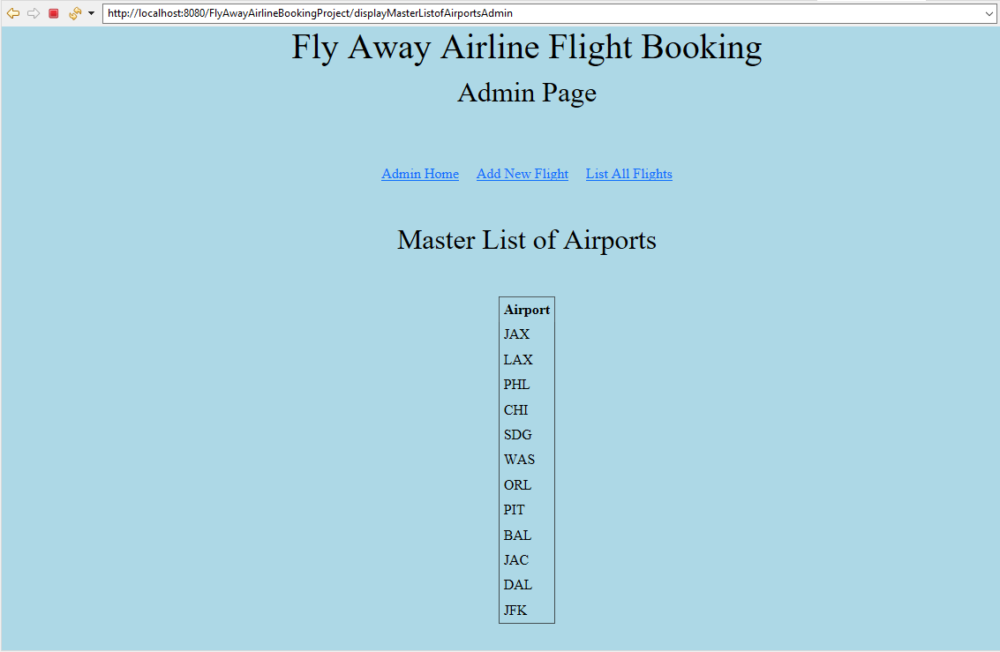 http://localhost:8080/FlyAwayAirlineBookingProject/displayMasterListofAirportsAdmin
Fly Away Airline Flight Booking
Admin Page
Admin Home Add New Flight List All Flights
Master List of Airports
Airport
JAX
LAX
PHL
CHI
SDG
WAS
ORL
PIT
BAL
JAC
DAL
JFK